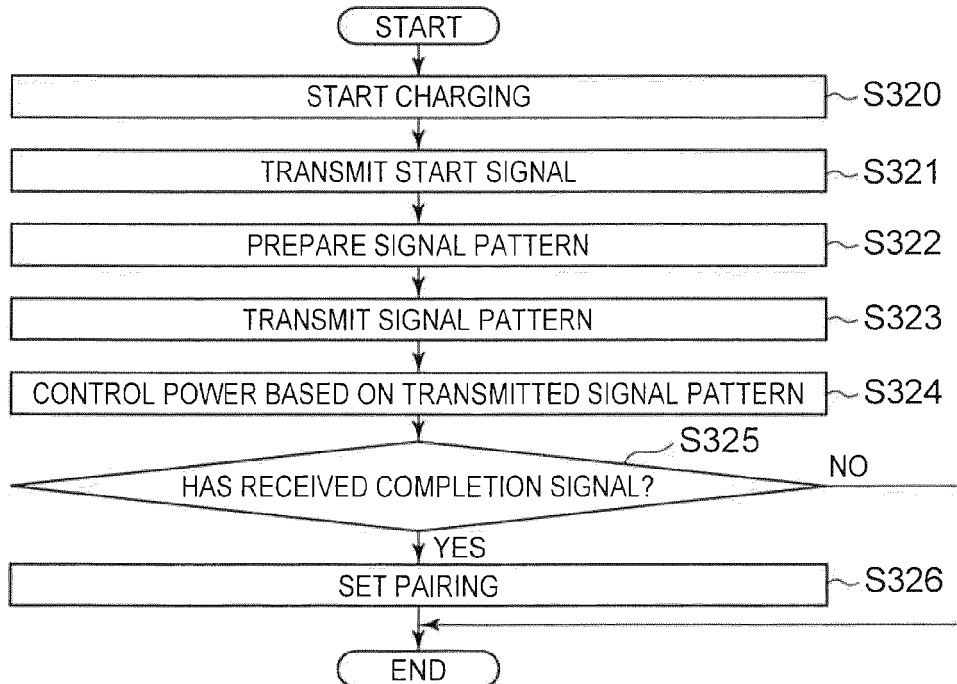 START
START CHARGING
S320
TRANSMIT START SIGNAL
S321
PREPARE SIGNAL PATTERN
S322
TRANSMIT SIGNAL PATTERN
S323
CONTROL POWER BASED ON TRANSMITTED SIGNAL PATTERN
S324
S325
HAS RECEIVED COMPLETION SIGNAL?
NO
YES
SET PAIRING
S326
END